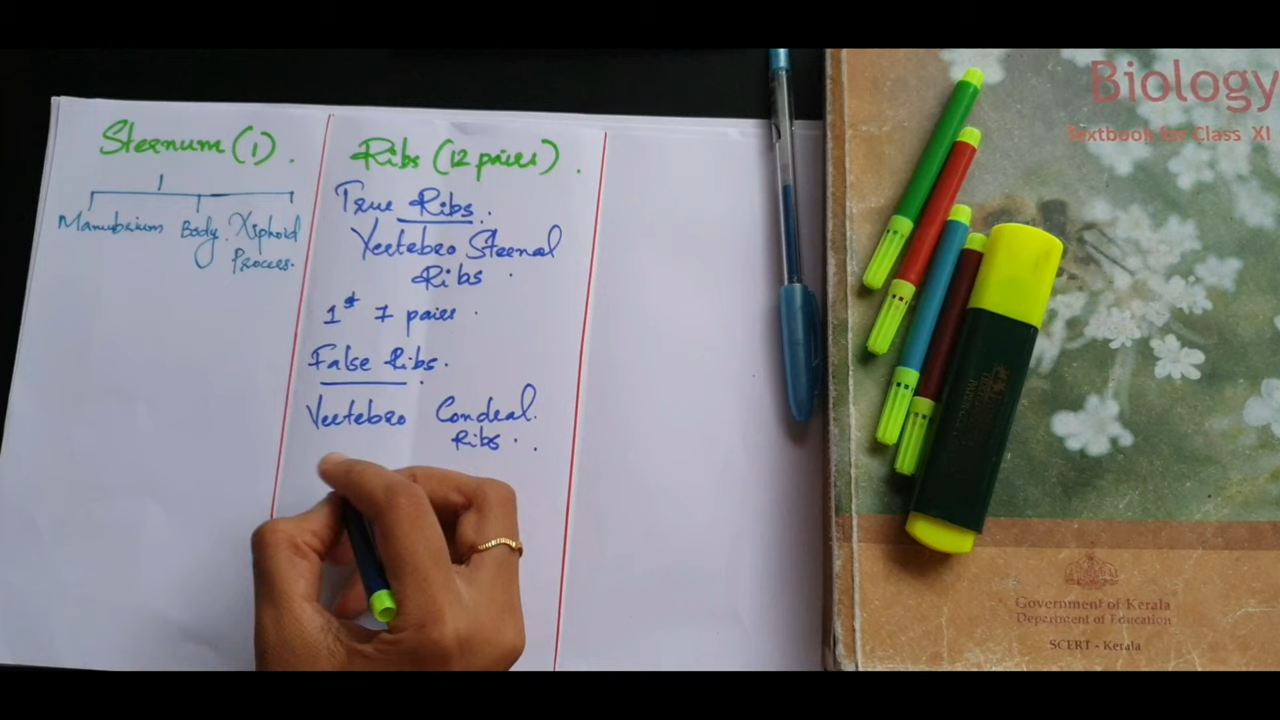 Sternum (1).
Manubrium Body Xiphoid
Process.
Ribs (12 pairs).
True Ribs.
Vertebro Sternal
Ribs.
1st 7 pairs.
False Ribs.
Vertebro Condral
Ribs.
Biology
Textbook for Class XI
Government of Kerala
Department of Education
SCERT - Kerala